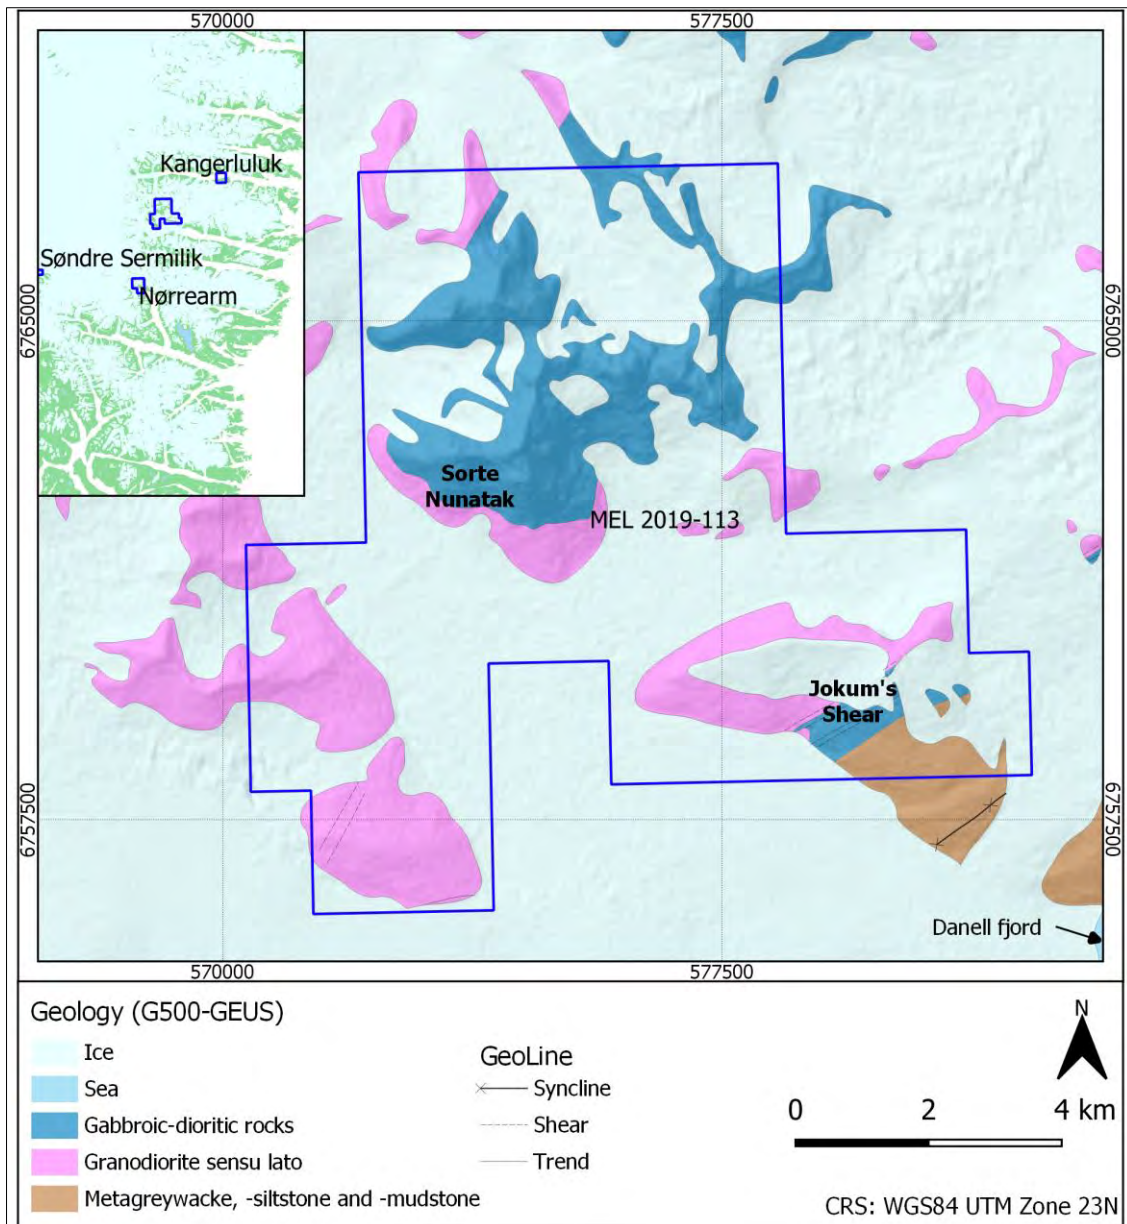 570000
577500
Kangerluluk
Søndre Sermilik
Nørrearm
6765000
6765000
Sorte
Nunatak
MEL 2019-113
Jokum's
Shear
6757500
6757500
Danell fjord
570000
577500
Geology (G500-GEUS)
Ice
Sea
Gabbroic-dioritic rocks
Granodiorite sensu lato
Metagreywacke, -siltstone and -mudstone
GeoLine
Syncline
Shear
Trend
N
0 2 4 km
CRS: WGS84 UTM Zone 23N